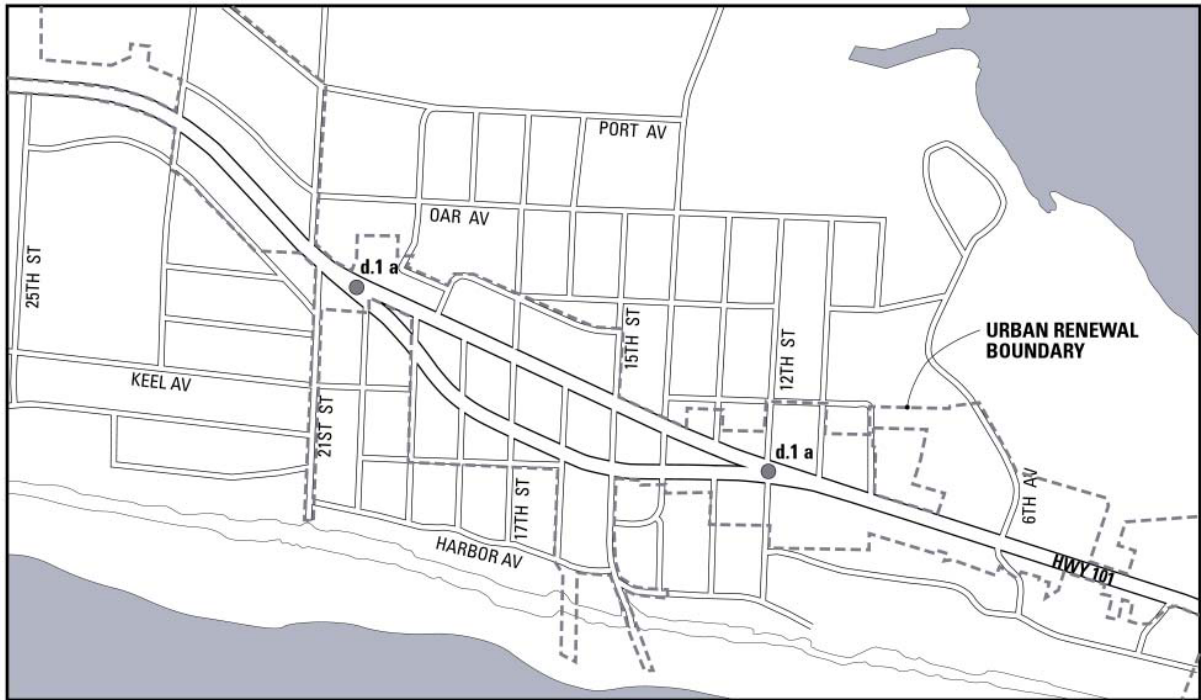 PORT AV
OAR AV
d.1 a
25TH ST
15TH ST
12TH ST
URBAN RENEWAL
BOUNDARY
KEEL AV
21ST ST
d.1 a
17TH ST
6TH AV
HARBOR AV
HWY 101